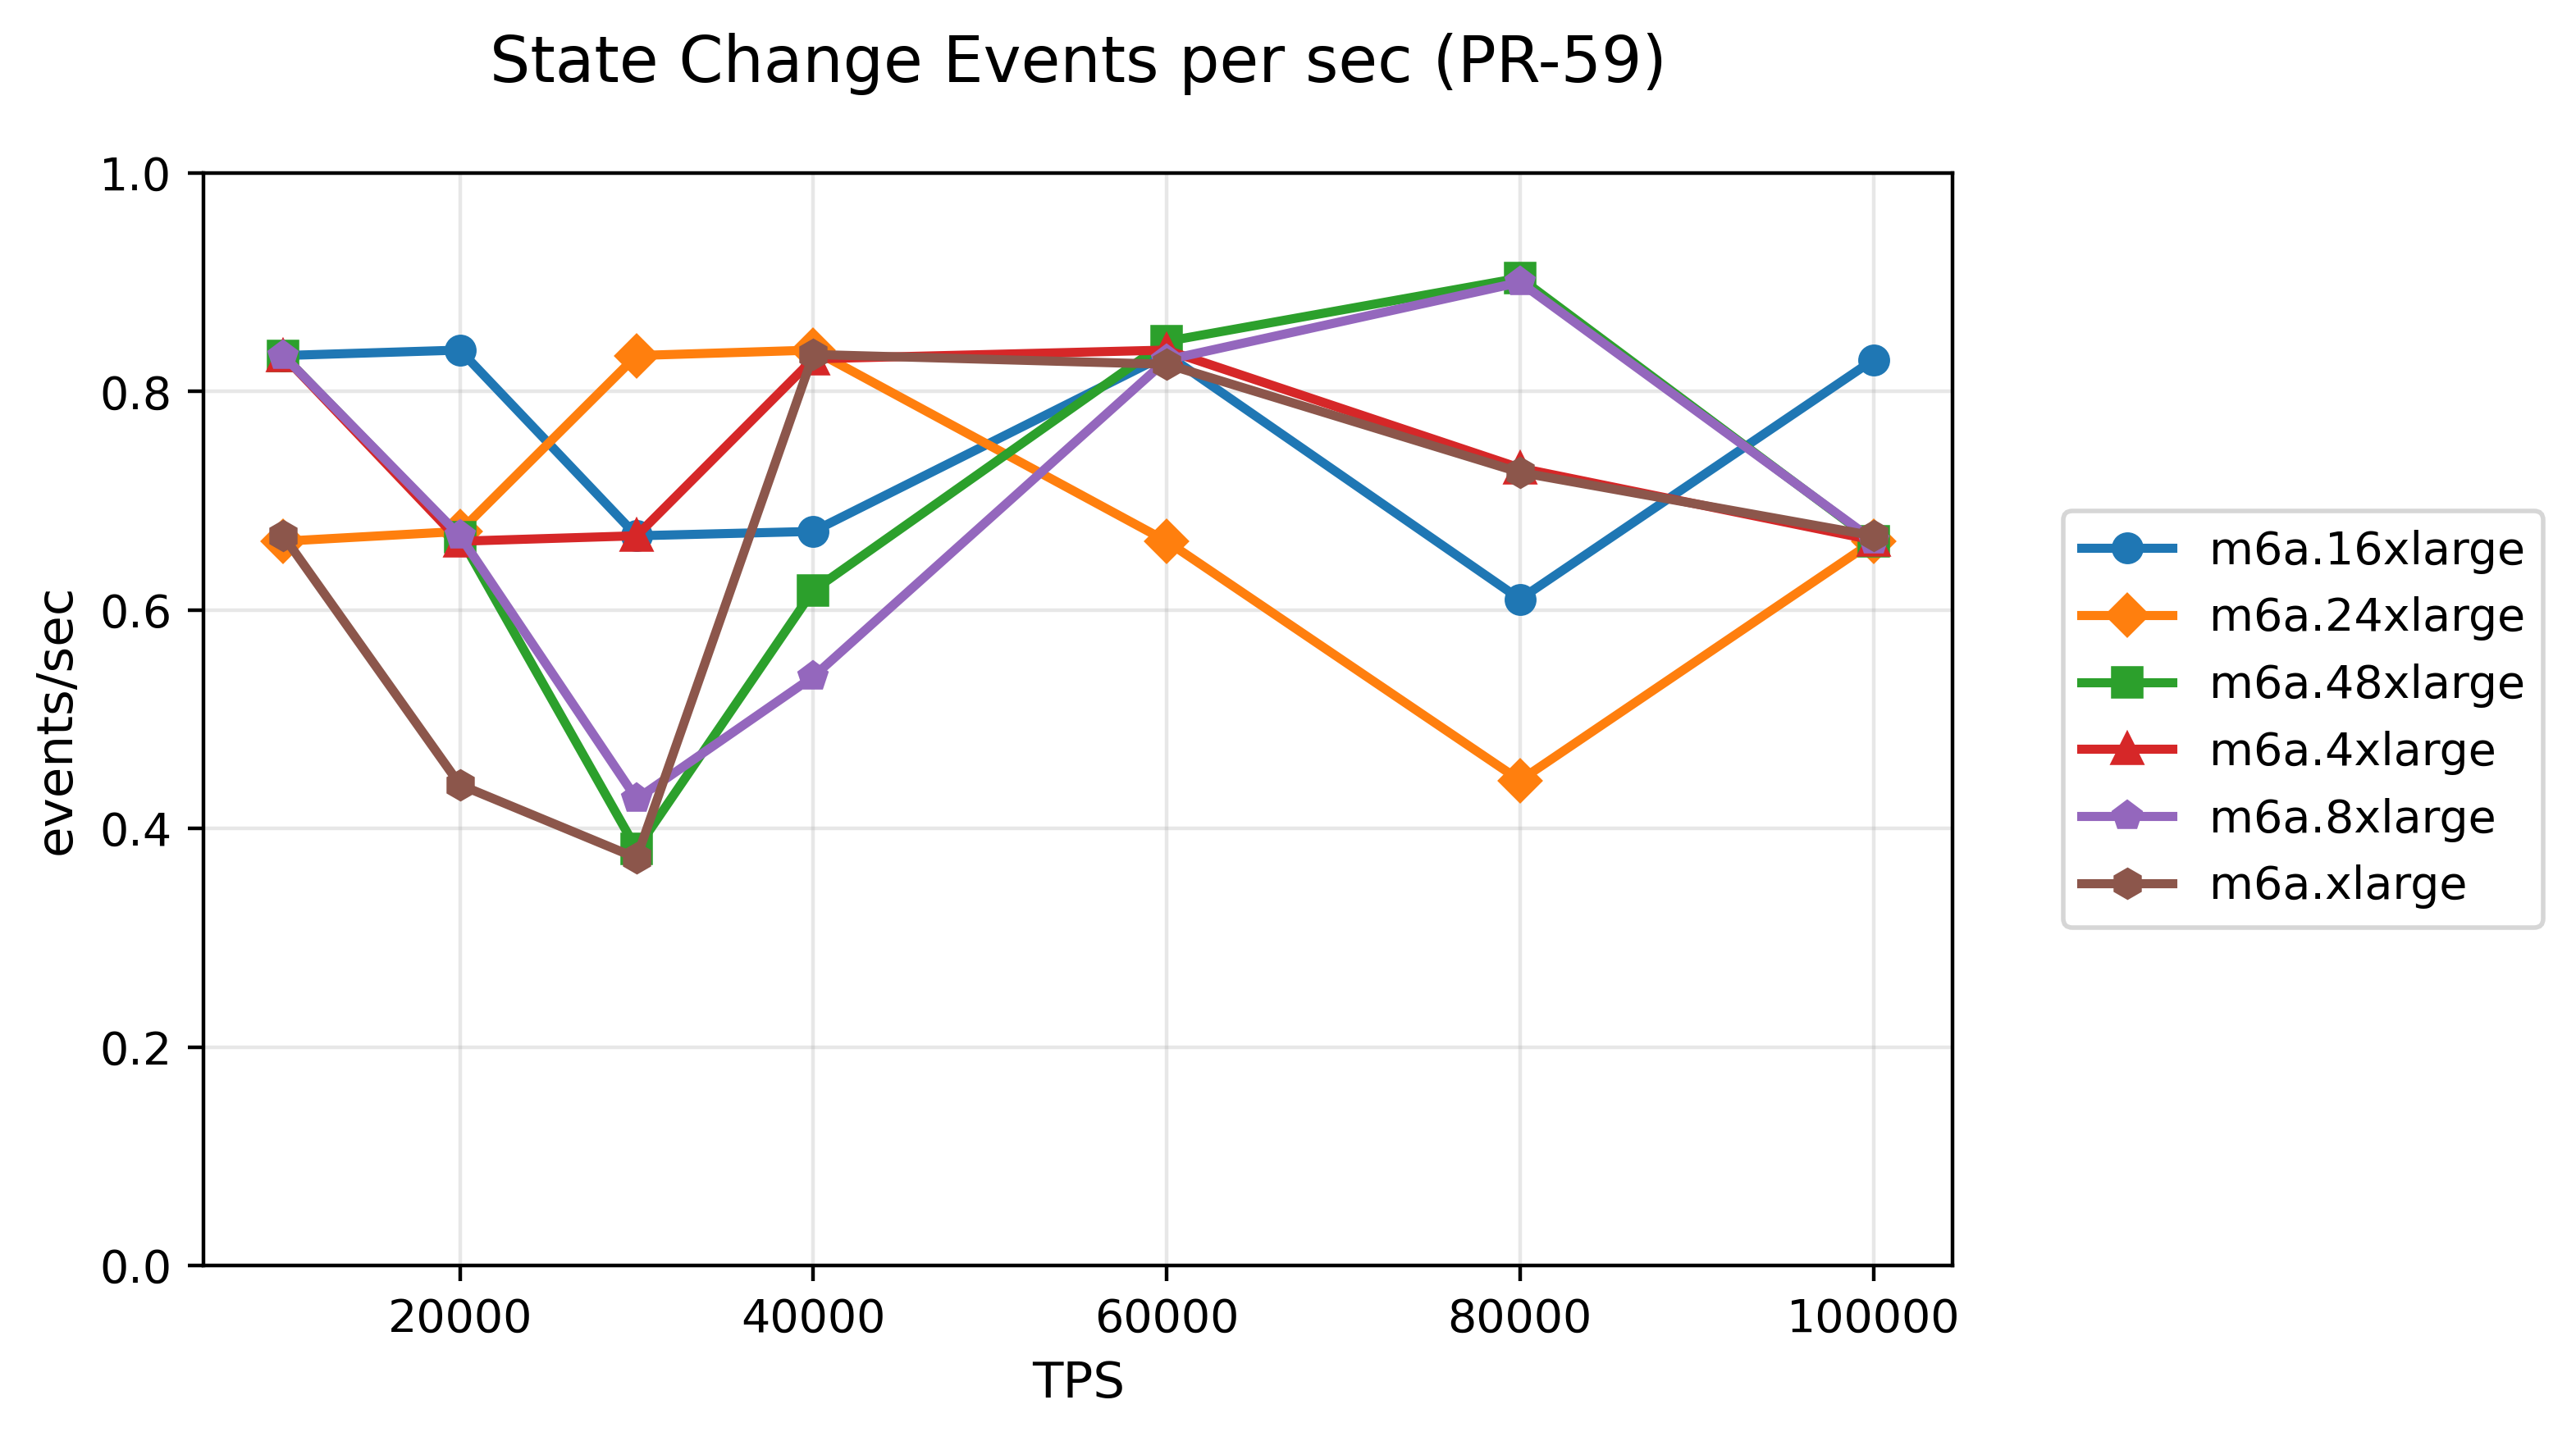 State Change Events per sec (PR-59)
1.0
0.8
0.6
0.4
0.2
0.0
events/sec
20000 40000 60000 80000 100000
TPS
m6a.16xlarge
m6a.24xlarge
m6a.48xlarge
m6a.4xlarge
m6a.8xlarge
m6a.xlarge